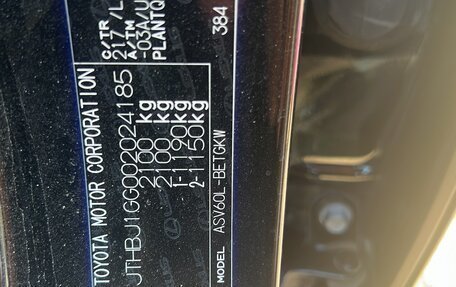 TOYOTA MOTOR CORPORATION
JTHBJ1GG002024185
2100 kg
2100 kg
1-1190kg
2-1150kg
MODEL ASV60L-BETGKW
C/TR
217 /L
A/TM
-03A/U
PLANT
384